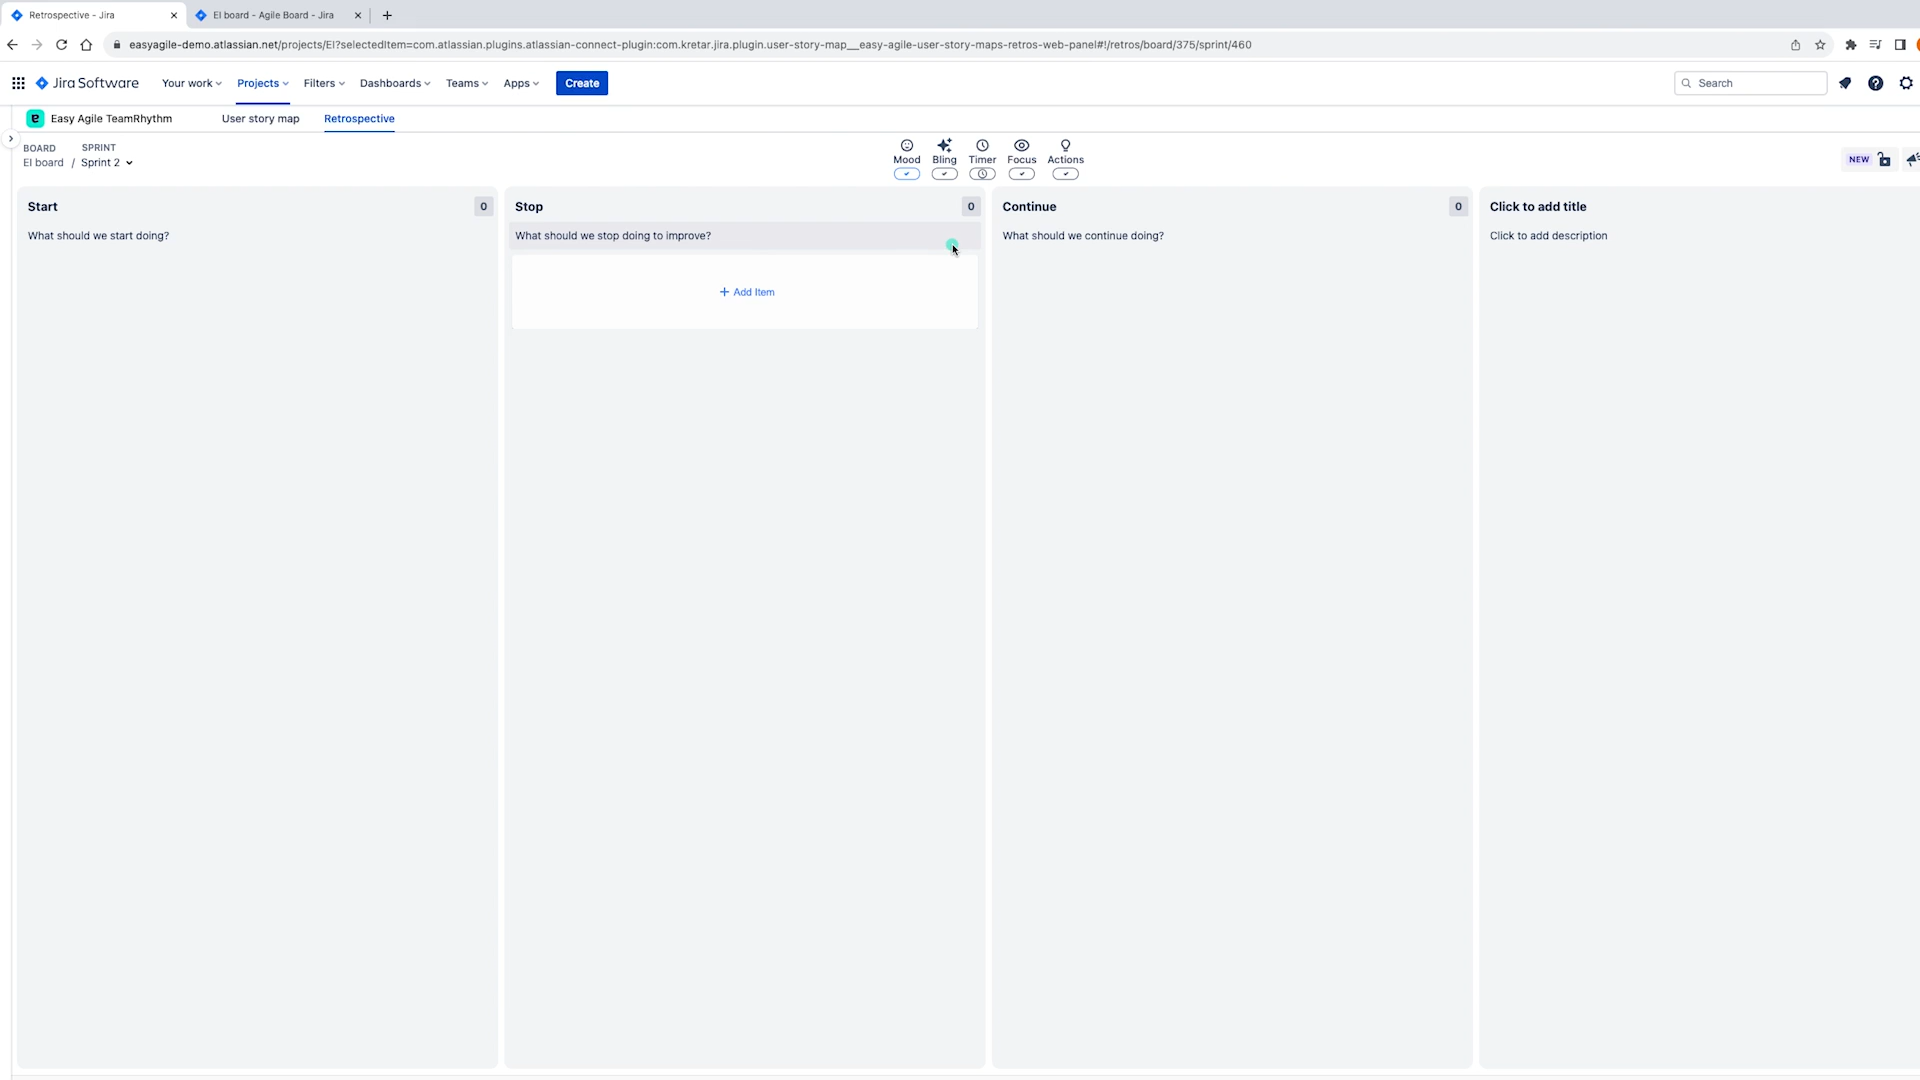 Retrospective - Jira
EI board - Agile Board - Jira
easyagile-demo.atlassian.net/projects/EI?selectedItem=com.atlassian.plugins.atlassian-connect-plugin:com.kretar.jira.plugin.user-story-map__easy-agile-user-story-maps-retros-web-panel#!/retros/board/375/sprint/460
Jira Software
Your work
Projects
Filters
Dashboards
Teams
Apps
Create
Search
Easy Agile TeamRhythm
User story map
Retrospective
BOARD
SPRINT
EI board / Sprint 2
Mood
Bling
Timer
Focus
Actions
NEW
Start
0
What should we start doing?
Stop
0
What should we stop doing to improve?
+ Add Item
Continue
0
What should we continue doing?
Click to add title
Click to add description